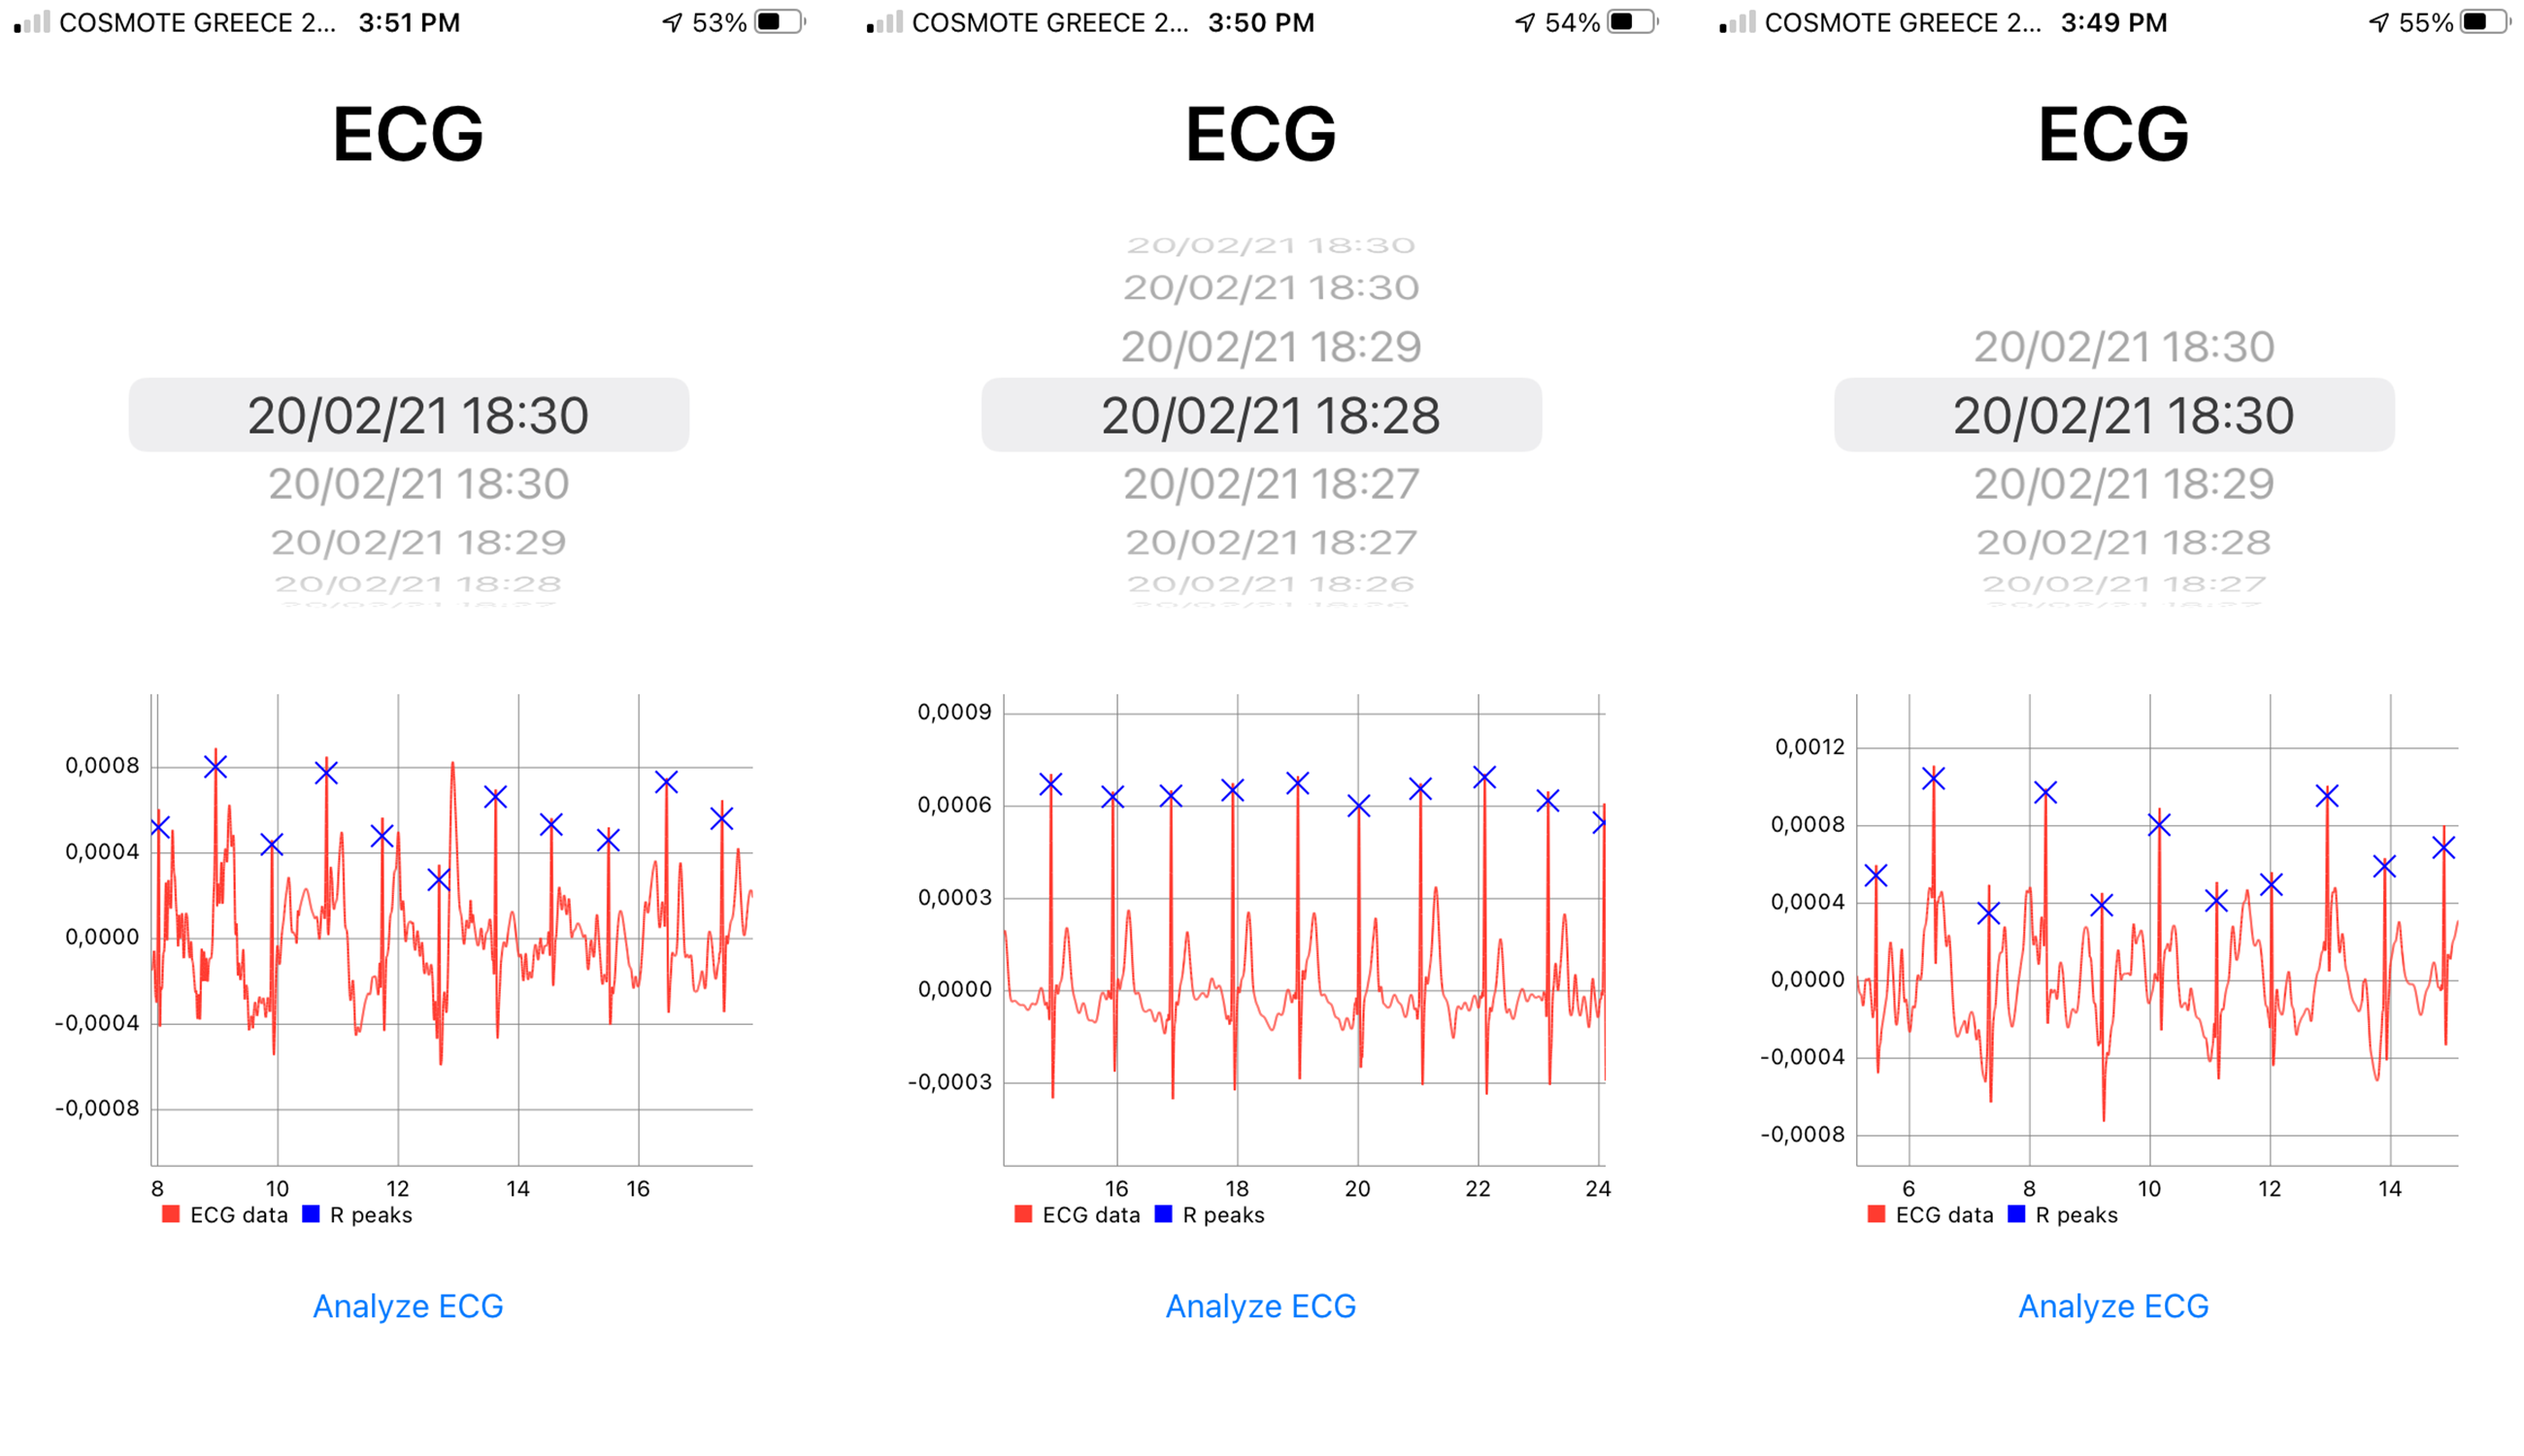 COSMOTE GREECE 2... 3:51 PM 53%
ECG
20/02/21 18:30
20/02/21 18:30
20/02/21 18:29
20/02/21 18:28
0,0008
0,0004
0,0000
-0,0004
-0,0008
8 10 12 14 16
ECG data R peaks
Analyze ECG
COSMOTE GREECE 2... 3:50 PM 54%
ECG
20/02/21 18:30
20/02/21 18:30
20/02/21 18:29
20/02/21 18:28
20/02/21 18:27
20/02/21 18:27
20/02/21 18:26
0,0009
0,0006
0,0003
0,0000
-0,0003
16 18 20 22 24
ECG data R peaks
Analyze ECG
COSMOTE GREECE 2... 3:49 PM 55%
ECG
20/02/21 18:30
20/02/21 18:30
20/02/21 18:29
20/02/21 18:28
20/02/21 18:27
0,0012
0,0008
0,0004
0,0000
-0,0004
-0,0008
6 8 10 12 14
ECG data R peaks
Analyze ECG